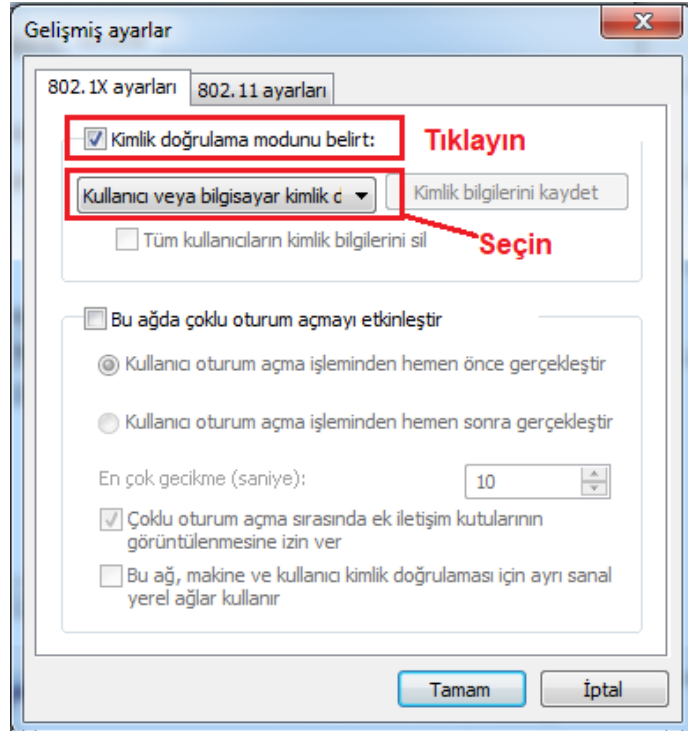 Gelişmiş ayarlar
802.1X ayarları
802.11 ayarları
Kimlik doğrulama modunu belirt:
Tıklayın
Kullanıcı veya bilgisayar kimlik d
Kimlik bilgilerini kaydet
Tüm kullanıcıların kimlik bilgilerini sil
Seçin
Bu ağda çoklu oturum açmayı etkinleştir
Kullanıcı oturum açma işleminden hemen önce gerçekleştir
Kullanıcı oturum açma işleminden hemen sonra gerçekleştir
En çok gecikme (saniye):
10
Çoklu oturum açma sırasında ek iletişim kutularının
görüntülenmesine izin ver
Bu ağ, makine ve kullanıcı kimlik doğrulaması için ayrı sanal
yerel ağlar kullanır
Tamam
İptal